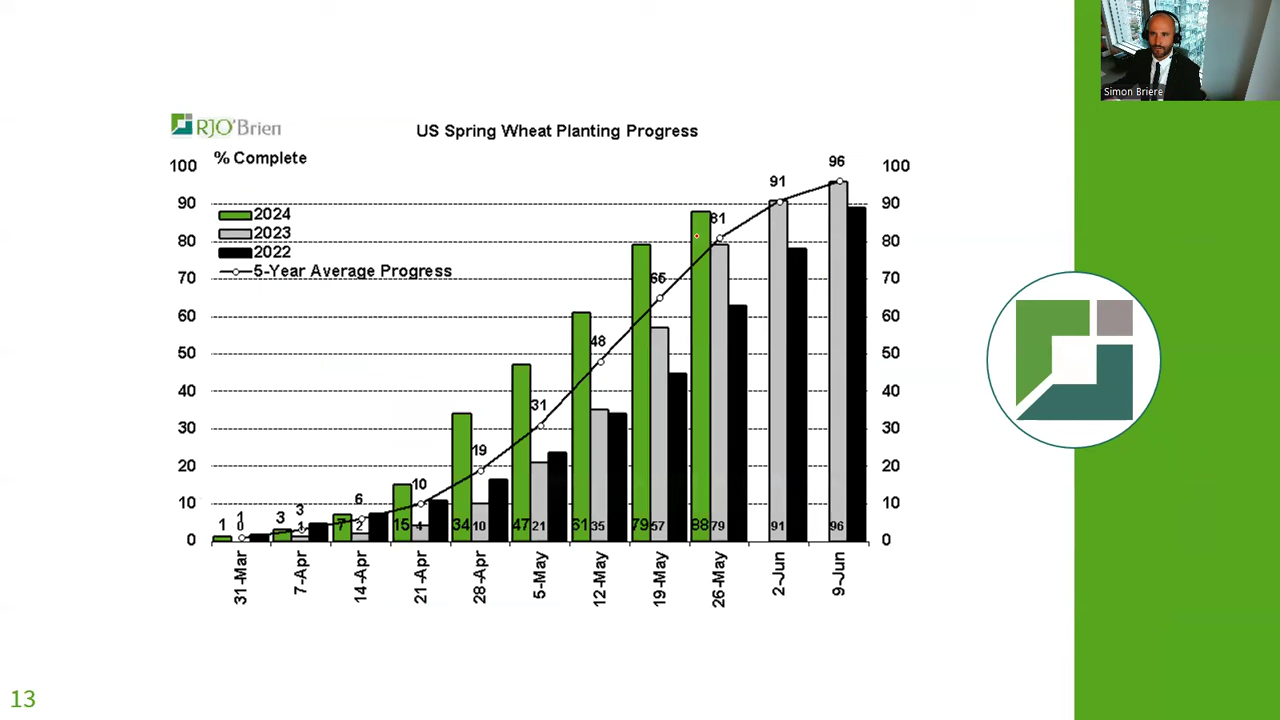 Simon Briere
RJO'Brien
US Spring Wheat Planting Progress
% Complete
2024
2023
2022
5-Year Average Progress
100 100
90 90
80 80
70 70
60 60
50 50
40 40
30 30
20 20
10 10
0 0
1 3 6 10 19 31 48 65 81 91 96
1 3 7 15 34 47 61 79 88
0 1 2 4 10 21 35 57 79 91 96
31-Mar 7-Apr 14-Apr 21-Apr 28-Apr 5-May 12-May 19-May 26-May 2-Jun 9-Jun
13